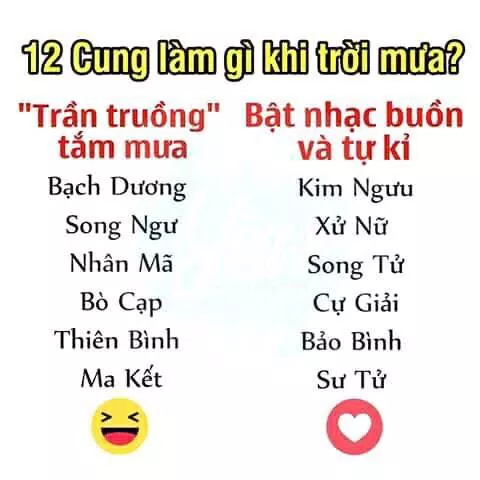 12 Cung làm gì khi trời mưa?
"Trần truồng"
tắm mưa
Bạch Dương
Song Ngư
Nhân Mã
Bò Cạp
Thiên Bình
Ma Kết
Bật nhạc buồn
và tự kỉ
Kim Ngưu
Xử Nữ
Song Tử
Cự Giải
Bảo Bình
Sư Tử